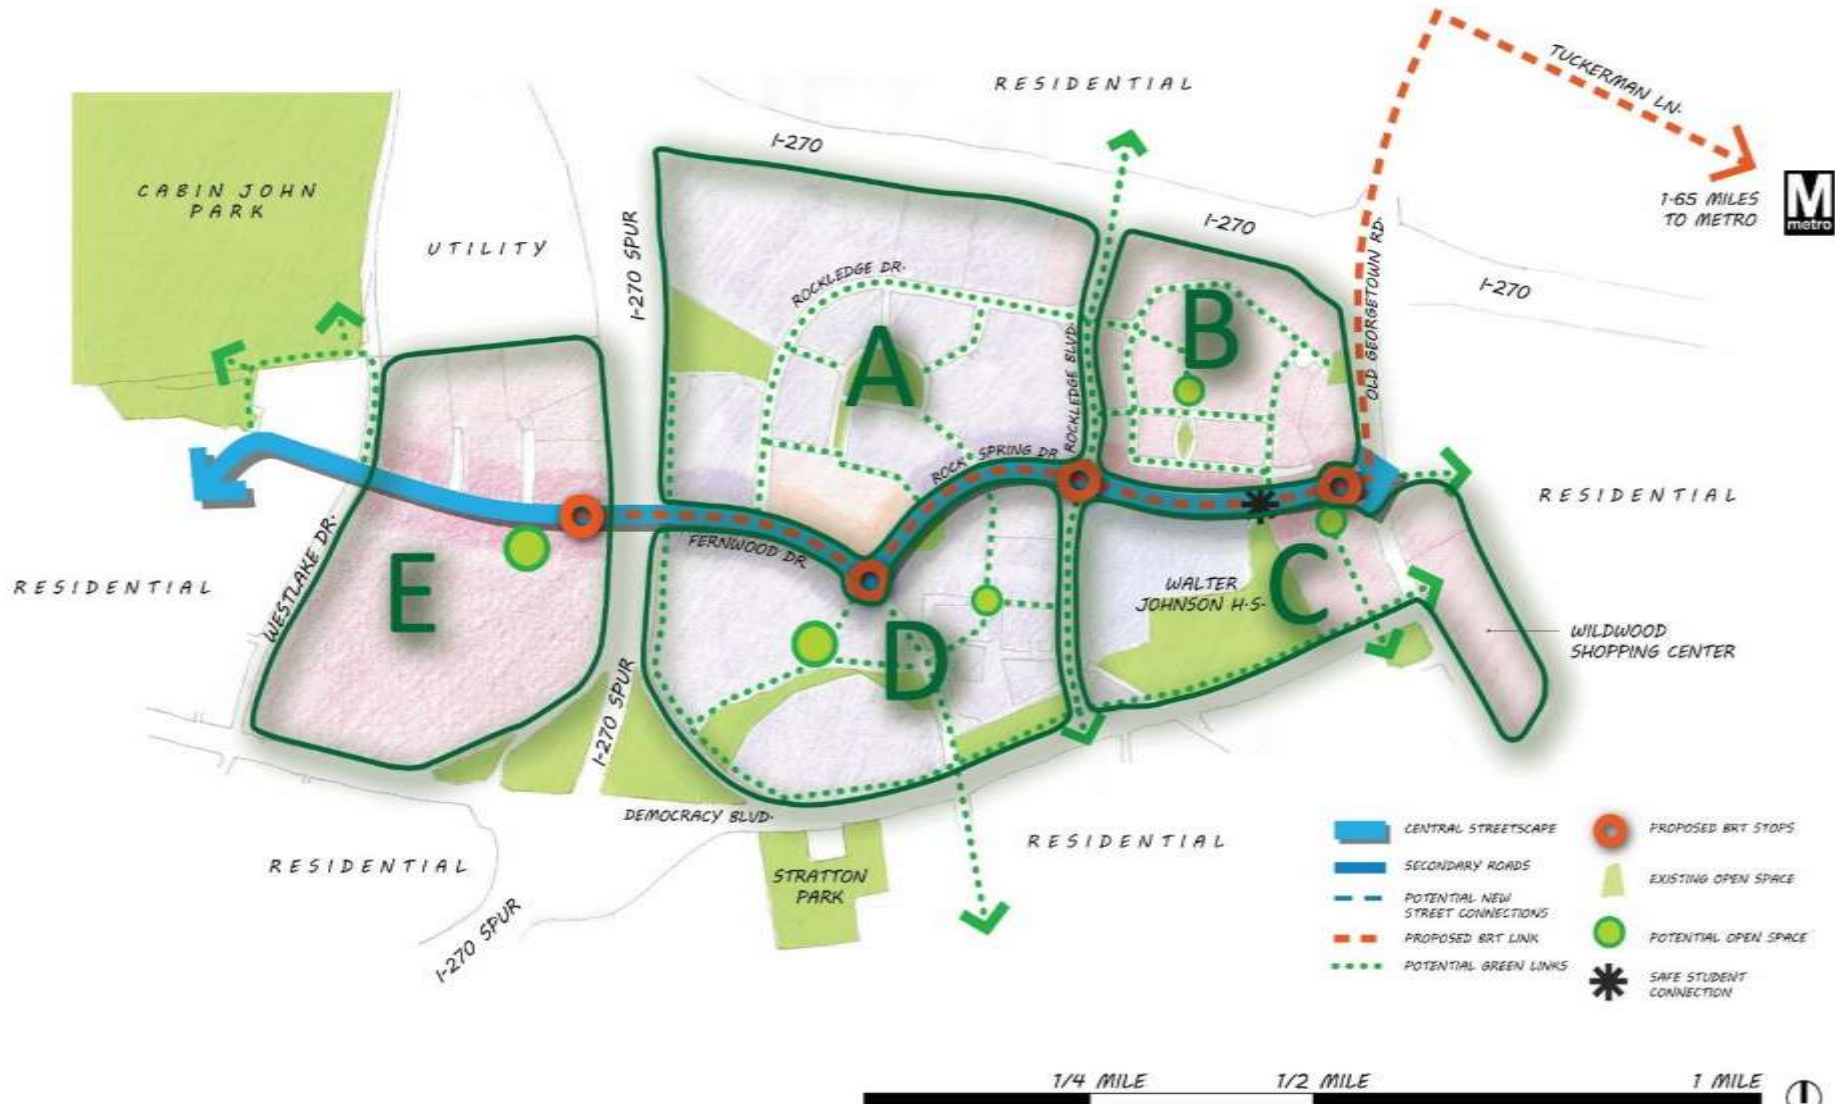 RESIDENTIAL
TUCKERMAN LN.
I-270
CABIN JOHN
PARK
1-65 MILES
TO METRO
M
metro
UTILITY
I-270 SPUR
I-270
OLD GEORGETOWN RD.
I-270
ROCKLEDGE DR.
A
B
ROCKLEDGE BLVD.
ROCK SPRING DR
RESIDENTIAL
FERNWOOD DR
WESTLAKE DR.
RESIDENTIAL
E
WALTER
JOHNSON H.S.
C
D
WILDWOOD
SHOPPING CENTER
I-270 SPUR
DEMOCRACY BLVD.
RESIDENTIAL
RESIDENTIAL
STRATTON
PARK
I-270 SPUR
CENTRAL STREETSCAPE
SECONDARY ROADS
POTENTIAL NEW
STREET CONNECTIONS
PROPOSED BRT LINK
POTENTIAL GREEN LINKS
PROPOSED BRT STOPS
EXISTING OPEN SPACE
POTENTIAL OPEN SPACE
SAFE STUDENT
CONNECTION
1/4 MILE
1/2 MILE
1 MILE